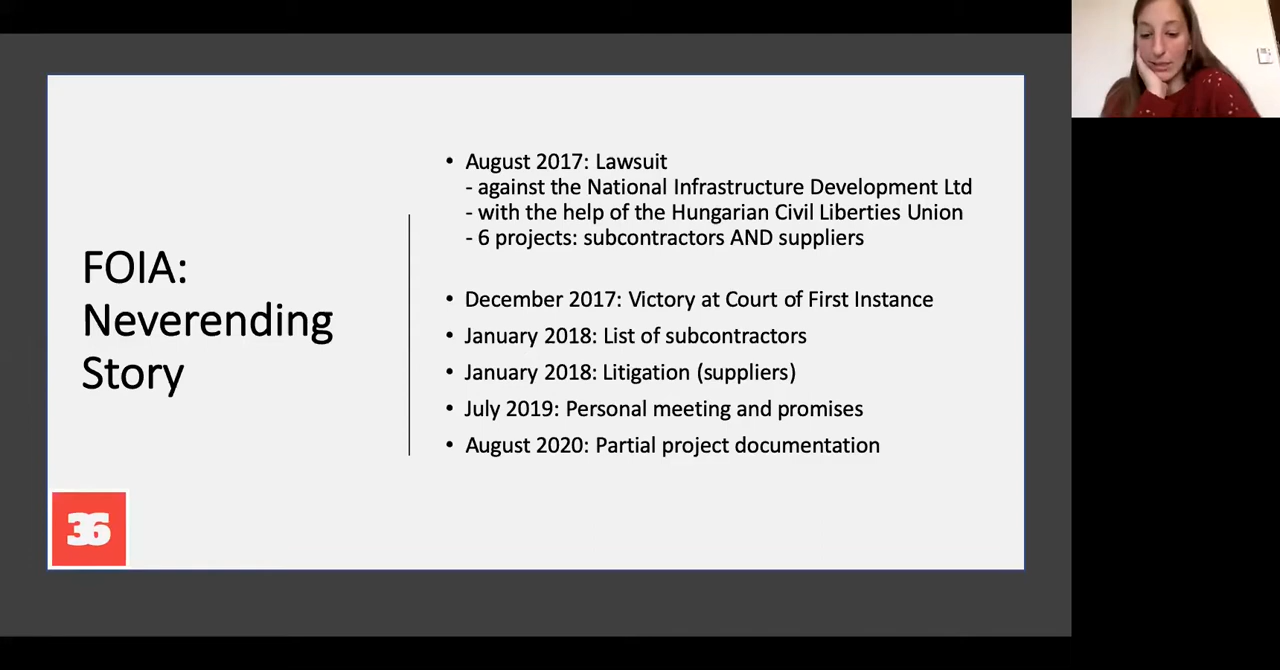 FOIA:
Neverending
Story
• August 2017: Lawsuit
- against the National Infrastructure Development Ltd
- with the help of the Hungarian Civil Liberties Union
- 6 projects: subcontractors AND suppliers
• December 2017: Victory at Court of First Instance
• January 2018: List of subcontractors
• January 2018: Litigation (suppliers)
• July 2019: Personal meeting and promises
• August 2020: Partial project documentation
36